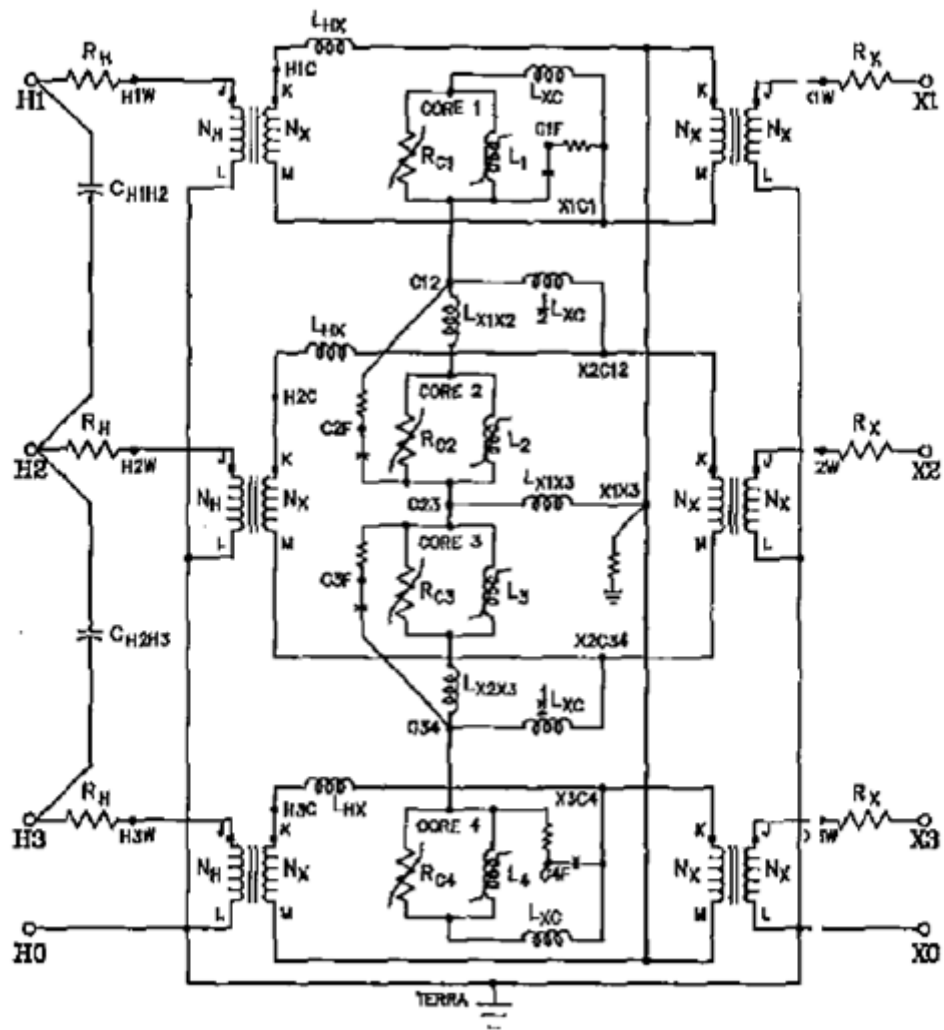 L_HX
R_H
H1C
R_X
H1
H1W
J
K
CORE 1
L_XC
K
J
X1
N_H
N_X
R_C1
L_1
C1F
N_X
N_X
L
M
M
L
C_H1H2
X1C1
C12
½L_XC
L_X1X2
L_HX
X2C12
H2C
CORE 2
R_H
C2F
R_C2
L_2
R_X
H2
H2W
J
K
L_X1X3
X1X3
K
J
2W
X2
N_H
N_X
C23
N_X
N_X
CORE 3
L
M
C3F
M
L
R_C3
L_3
C_H2H3
X2C34
L_X2X3
½L_XC
C34
R_H
H3C
L_HX
X3C4
R_X
H3
H3W
J
K
CORE 4
K
J
X3
N_H
N_X
R_C4
L_4
C4F
N_X
N_X
L
M
L_XC
M
L
H0
X0
TERRA